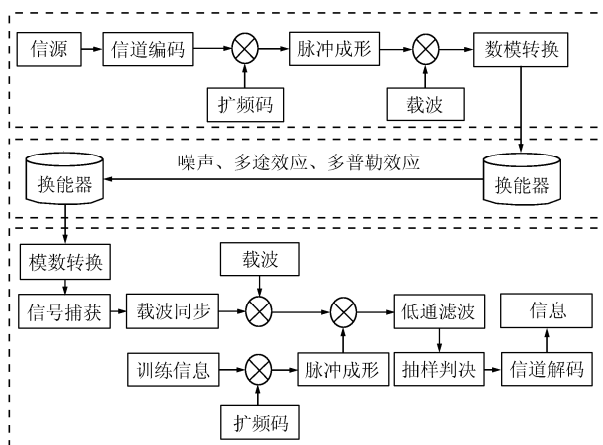 信源
信道编码
脉冲成形
数模转换
扩频码
载波
噪声、多途效应、多普勒效应
换能器
换能器
模数转换
载波
信号捕获
载波同步
低通滤波
信息
训练信息
脉冲成形
抽样判决
信道解码
扩频码